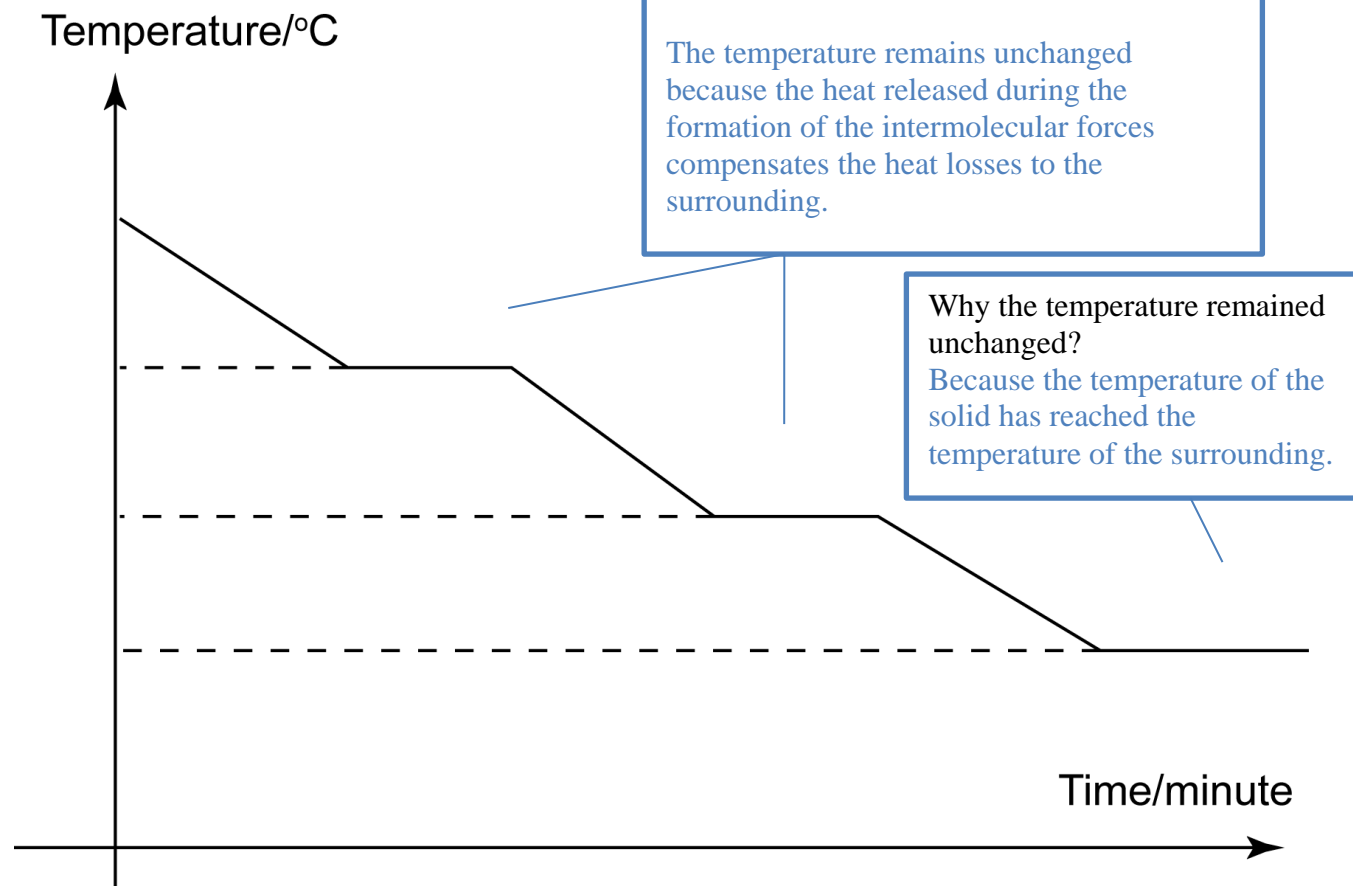 Temperature/°C
The temperature remains unchanged
because the heat released during the
formation of the intermolecular forces
compensates the heat losses to the
surrounding.
Why the temperature remained
unchanged?
Because the temperature of the
solid has reached the
temperature of the surrounding.
Time/minute